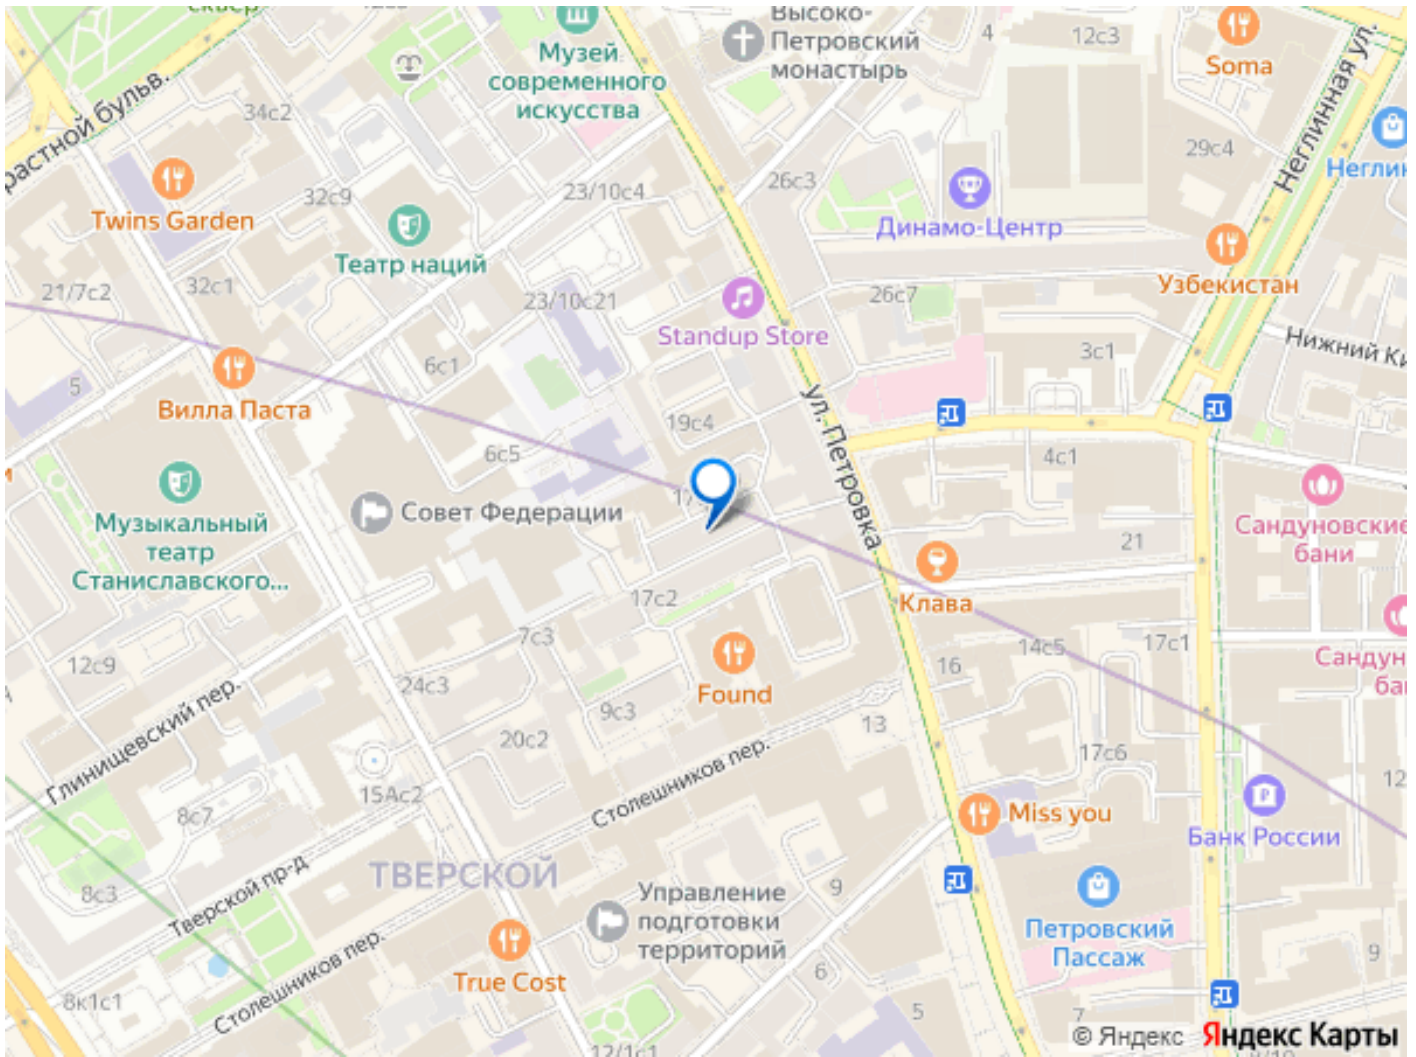 сквер
Высоко-
Петровский
монастырь
4
12с3
Soma
Неглинная ул.
Музей
современного
искусства
34с2
растной бульв.
29с4
Неглин
Twins Garden
32с9
23/10с4
26с3
Динамо-Центр
Театр наций
Узбекистан
21/7с2
32с1
23/10с21
26с7
Standup Store
Нижний Ки
3с1
6с1
5
Вилла Паста
ул. Петровка
19с4
6с5
4с1
Совет Федерации
Музыкальный
театр
Станиславского...
Сандуновские
бани
21
17с2
Клава
7с3
14с5
17с1
12с9
16
Сандун
ба
24с3
Found
Глинищевский пер.
9с3
13
20с2
17с6
Столешников пер.
15Ас2
12
8с7
Miss you
Банк России
ТВЕРСКОЙ
8с3
Тверской пр-д
Управление
подготовки
территорий
9
Петровский
Пассаж
9
True Cost
6
Столешников пер.
8к1с1
5
7
12/1с1
© Яндекс Яндекс Карты